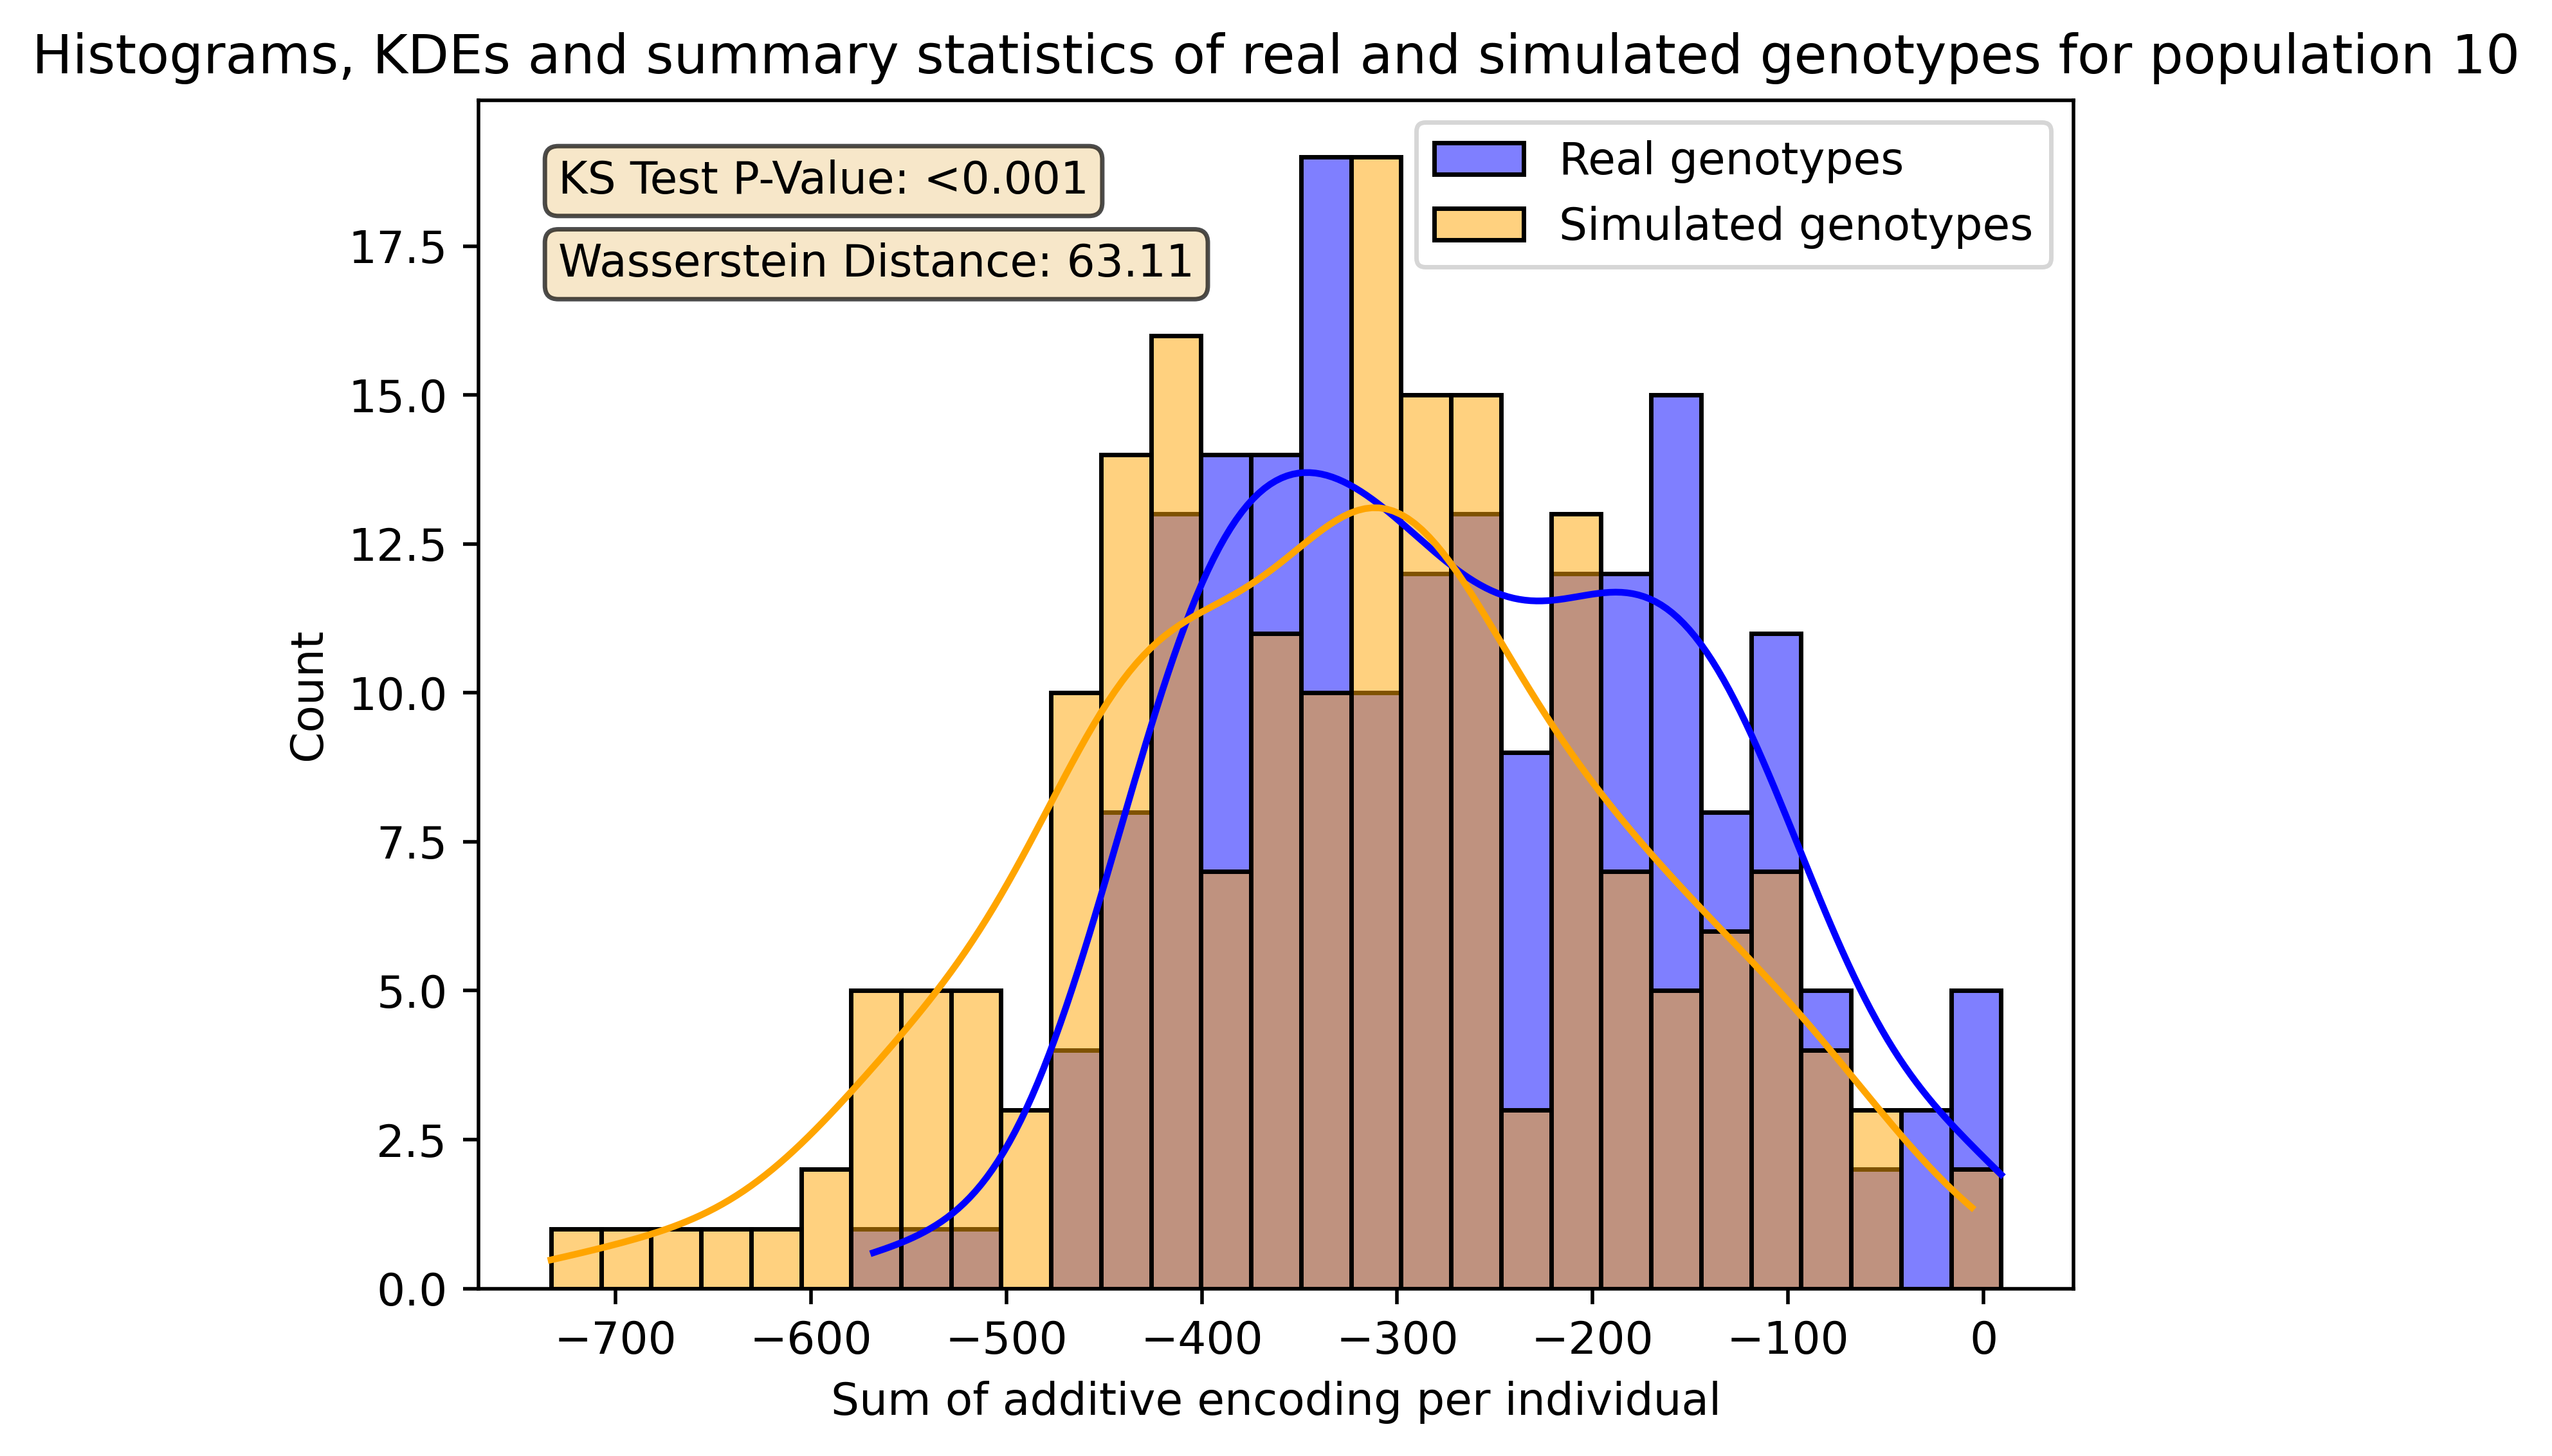 Histograms, KDEs and summary statistics of real and simulated genotypes for population 10
KS Test P-Value: <0.001
Wasserstein Distance: 63.11
Real genotypes
Simulated genotypes
17.5
15.0
12.5
10.0
7.5
5.0
2.5
0.0
Count
−700 −600 −500 −400 −300 −200 −100 0
Sum of additive encoding per individual